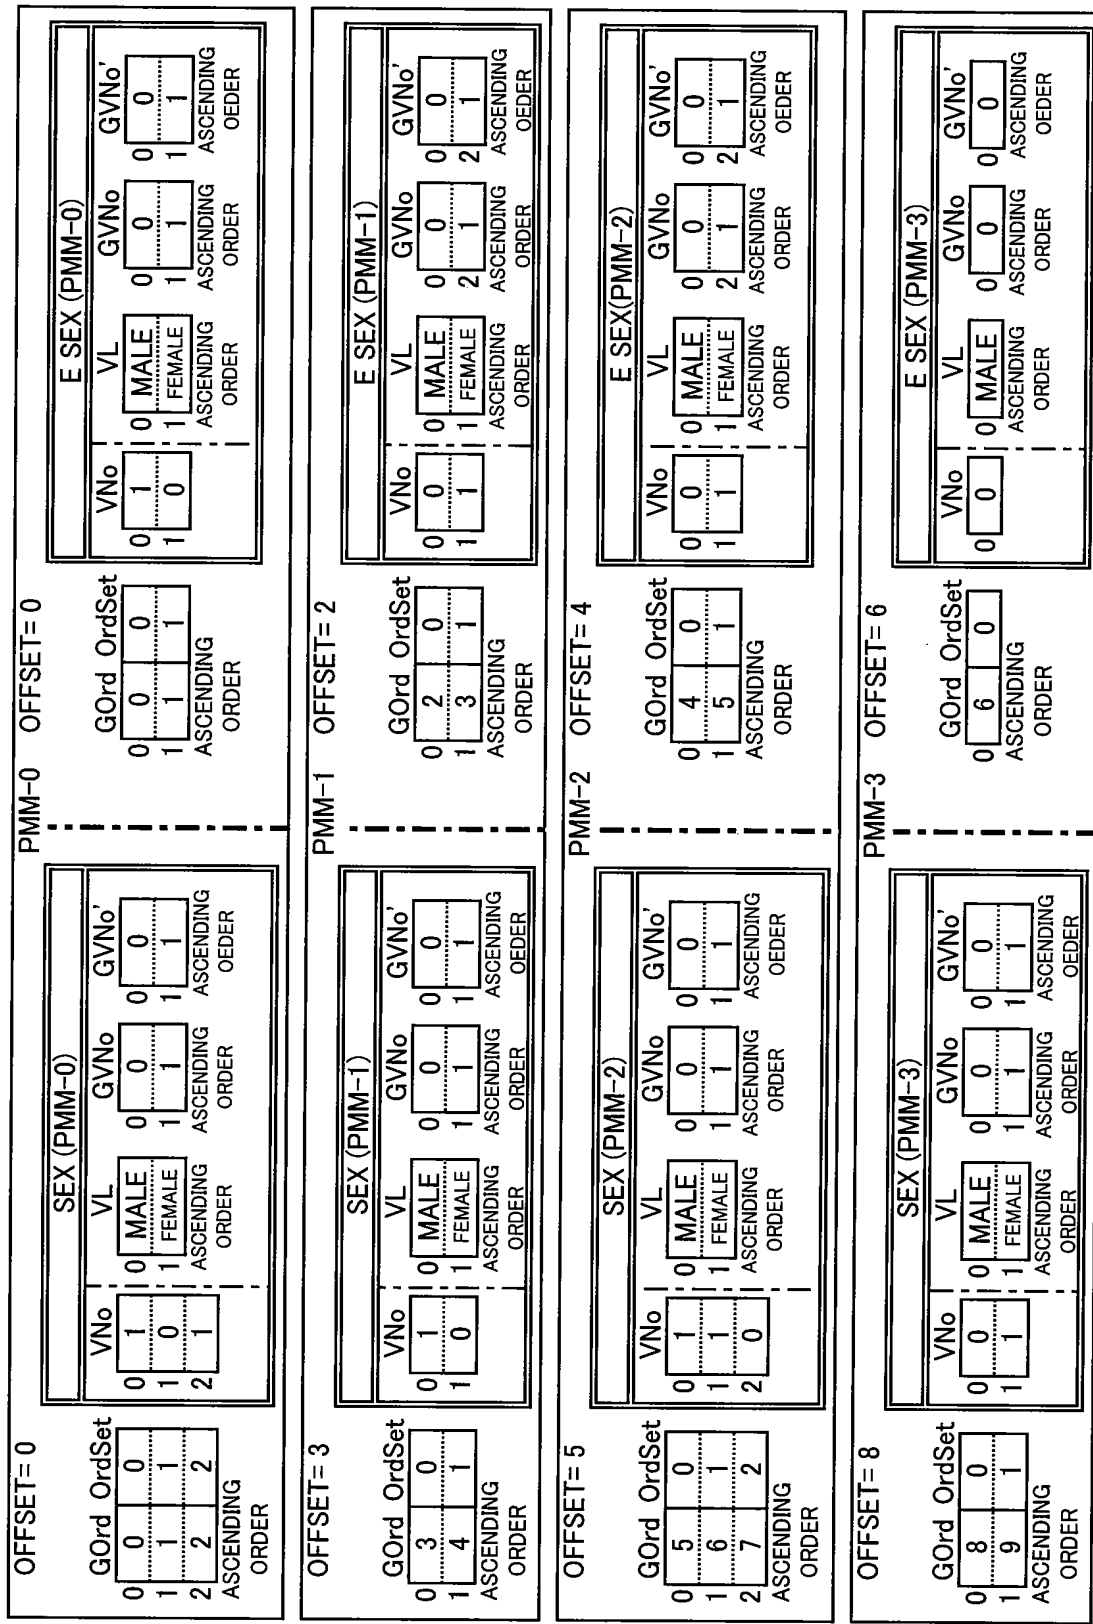 OFFSET= 0 PMM-0 OFFSET= 0
SEX (PMM-0) E SEX (PMM-0)
GOrd OrdSet VNo VL GVNo GVNo' GOrd OrdSet VNo VL GVNo GVNo'
0 0 0 0 1 0 MALE 0 0 0 0 0 0 0 0 1 0 MALE 0 0 0 0
1 1 1 1 0 1 FEMALE 1 1 1 1 1 1 1 1 0 1 FEMALE 1 1 1 1
2 2 2 2 1 ASCENDING ASCENDING ASCENDING ASCENDING ASCENDING ASCENDING ASCENDING
ASCENDING ORDER ORDER OEDER ORDER ORDER ORDER OEDER
ORDER
OFFSET= 3 PMM-1 OFFSET= 2
SEX (PMM-1) E SEX (PMM-1)
GOrd OrdSet VNo VL GVNo GVNo' GOrd OrdSet VNo VL GVNo GVNo'
0 3 0 0 1 0 MALE 0 0 0 0 0 2 0 0 0 0 MALE 0 0 0 0
1 4 1 1 0 1 FEMALE 1 1 1 1 1 3 1 1 1 1 FEMALE 2 1 2 1
ASCENDING ASCENDING ASCENDING ASCENDING ASCENDING ASCENDING ASCENDING ASCENDING
ORDER ORDER ORDER OEDER ORDER ORDER ORDER OEDER
OFFSET= 5 PMM-2 OFFSET= 4
SEX (PMM-2) E SEX(PMM-2)
GOrd OrdSet VNo VL GVNo GVNo' GOrd OrdSet VNo VL GVNo GVNo'
0 5 0 0 1 0 MALE 0 0 0 0 0 4 0 0 0 0 MALE 0 0 0 0
1 6 1 1 1 1 FEMALE 1 1 1 1 1 5 1 1 1 1 FEMALE 2 1 2 1
2 7 2 2 0 ASCENDING ASCENDING ASCENDING ASCENDING ASCENDING ASCENDING ASCENDING
ASCENDING ORDER ORDER OEDER ORDER ORDER ORDER OEDER
ORDER
OFFSET= 8 PMM-3 OFFSET= 6
SEX (PMM-3) E SEX (PMM-3)
GOrd OrdSet VNo VL GVNo GVNo' GOrd OrdSet VNo VL GVNo GVNo'
0 8 0 0 0 0 MALE 0 0 0 0 0 6 0 0 0 0 MALE 0 0 0 0
1 9 1 1 1 1 FEMALE 1 1 1 1 ASCENDING ASCENDING ASCENDING ASCENDING
ASCENDING ASCENDING ASCENDING ASCENDING ORDER ORDER ORDER OEDER
ORDER ORDER ORDER OEDER